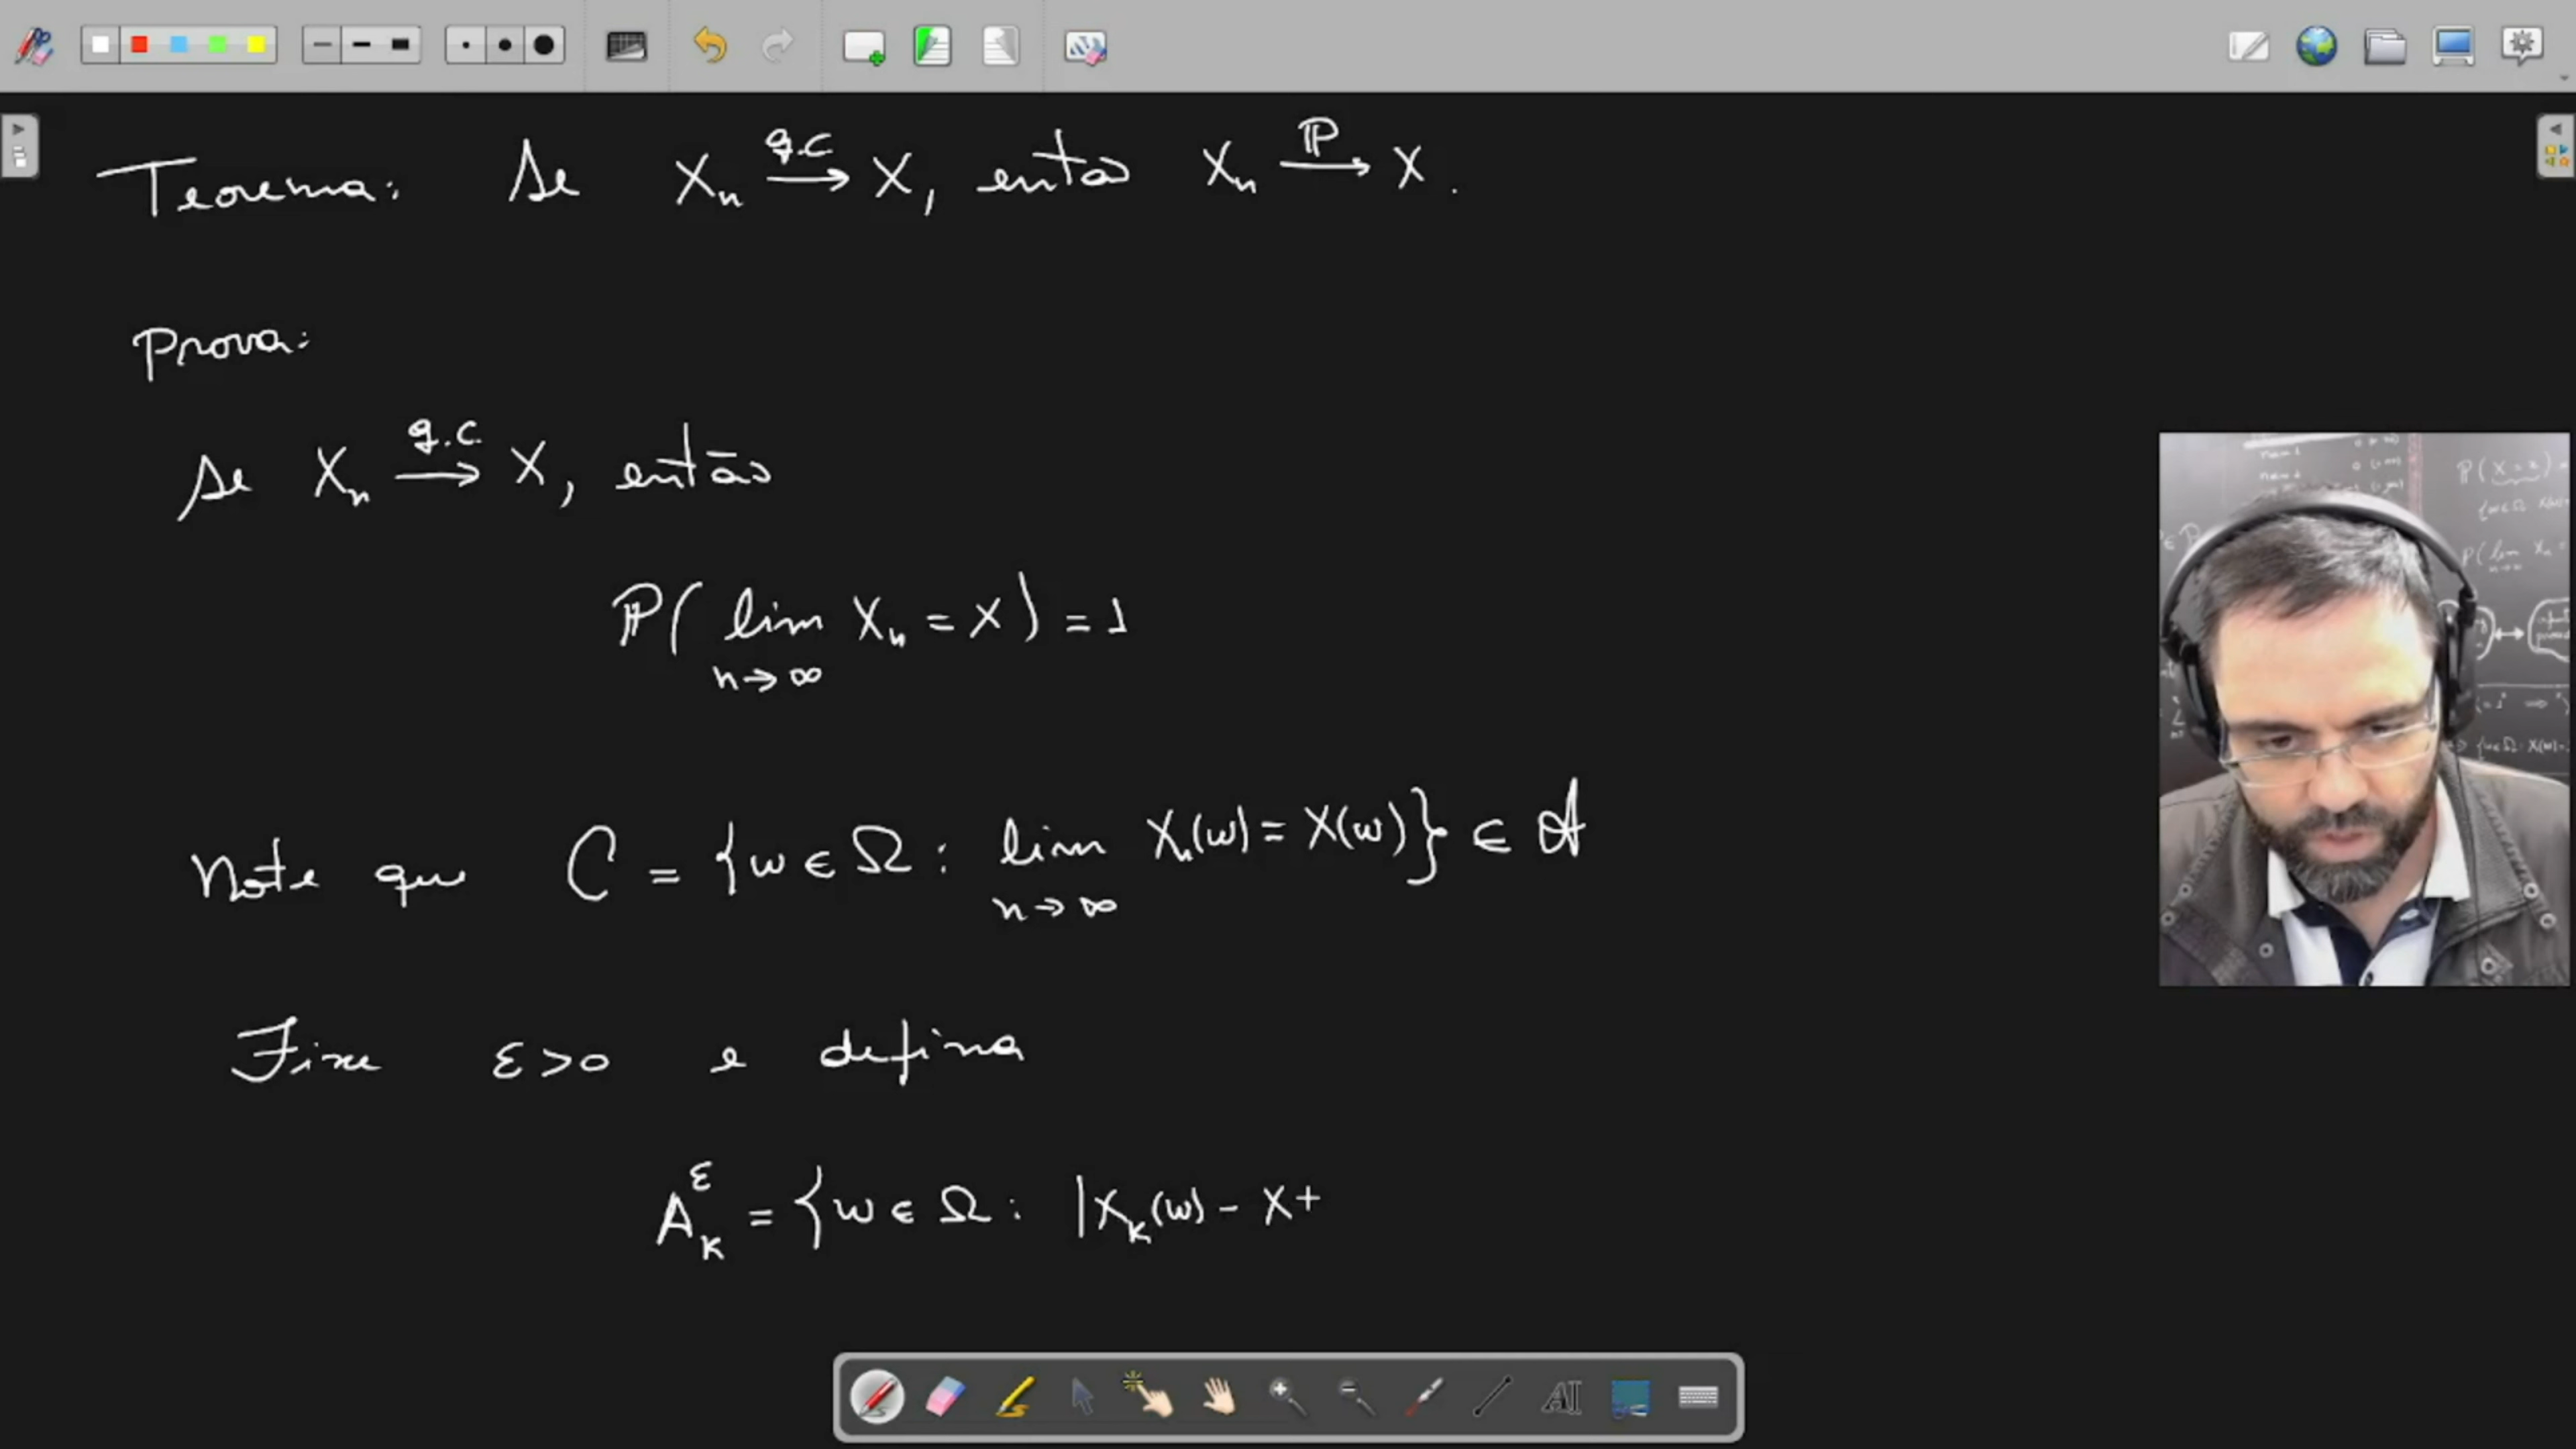 Teorema: Se Xₙ →^{q.c} X, então Xₙ →^{ℙ} X.
Prova:
Se Xₙ →^{q.c.} X, então
ℙ( lim_{n→∞} Xₙ = X ) = 1
Note que C = {w ∈ Ω : lim_{n→∞} Xₙ(w) = X(w)} ∈ 𝒜
Fixe ε > 0 e defina
A_k^ε = {w ∈ Ω : |X_k(w) - X+